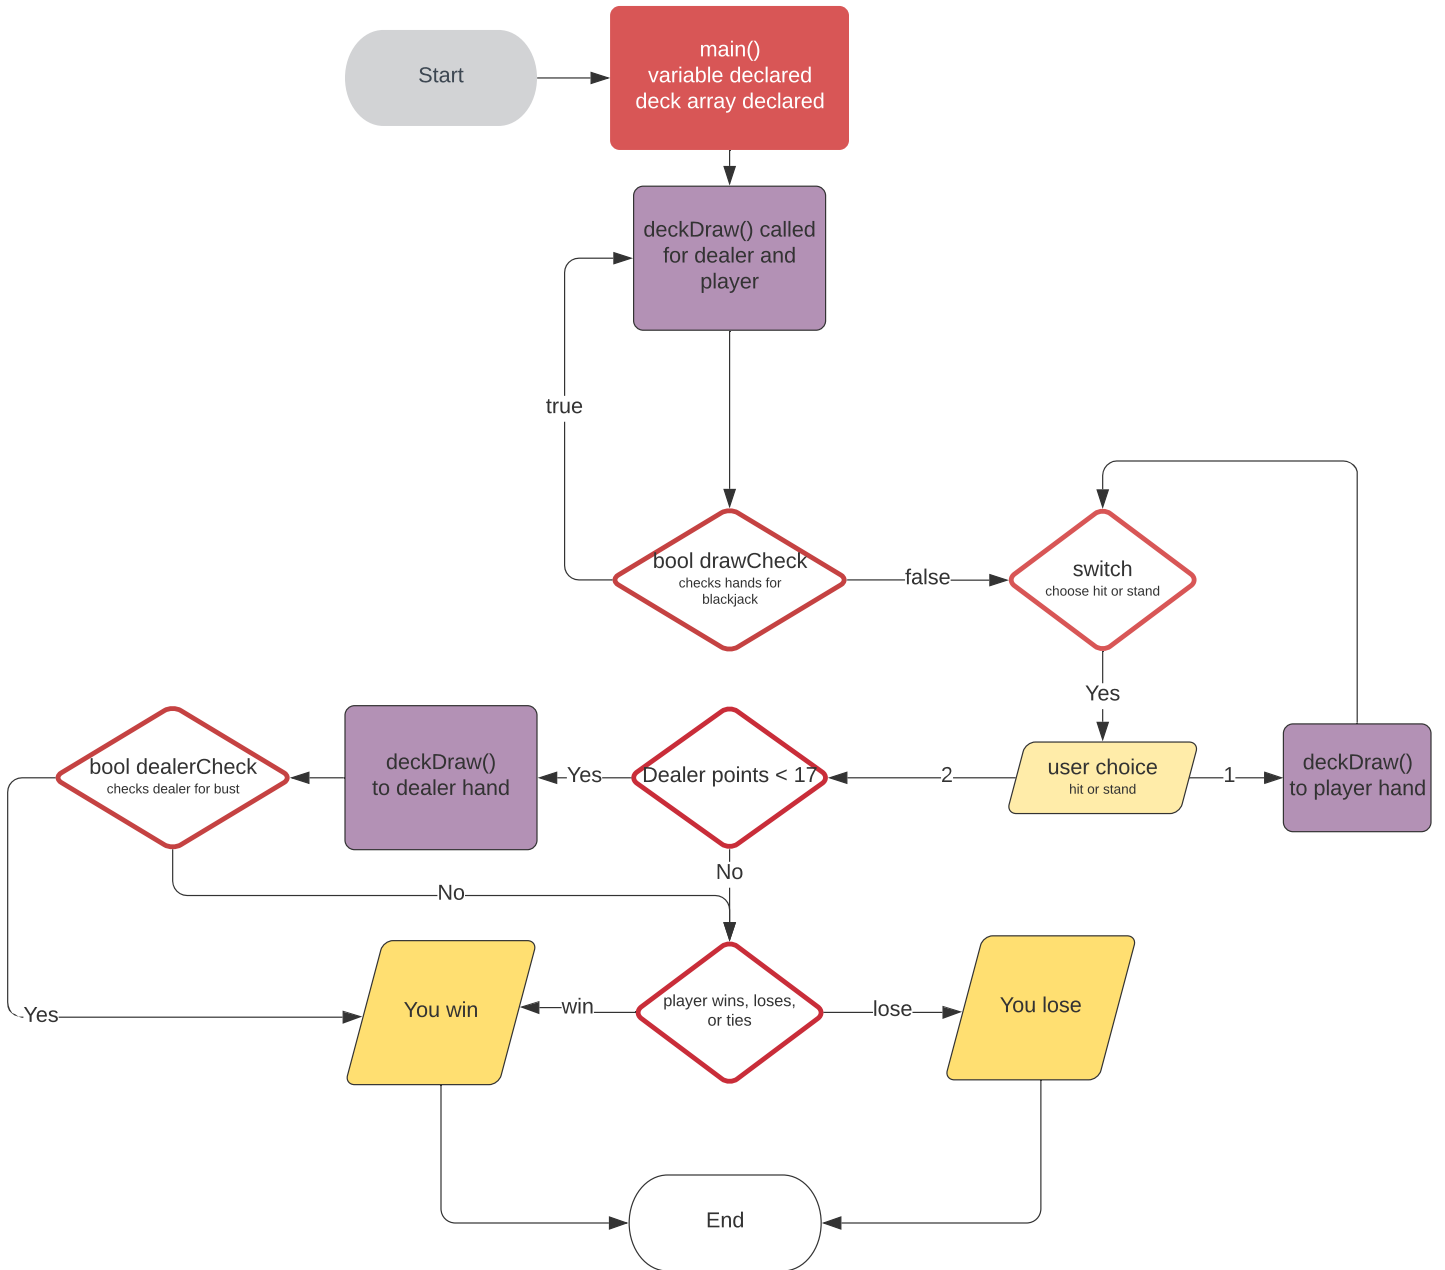 Start
main()
variable declared
deck array declared
deckDraw() called
for dealer and
player
true
bool drawCheck
checks hands for
blackjack
false
switch
choose hit or stand
Yes
bool dealerCheck
checks dealer for bust
deckDraw()
to dealer hand
Yes
Dealer points < 17
2
user choice
hit or stand
1
deckDraw()
to player hand
No
No
Yes
You win
win
player wins, loses,
or ties
lose
You lose
End